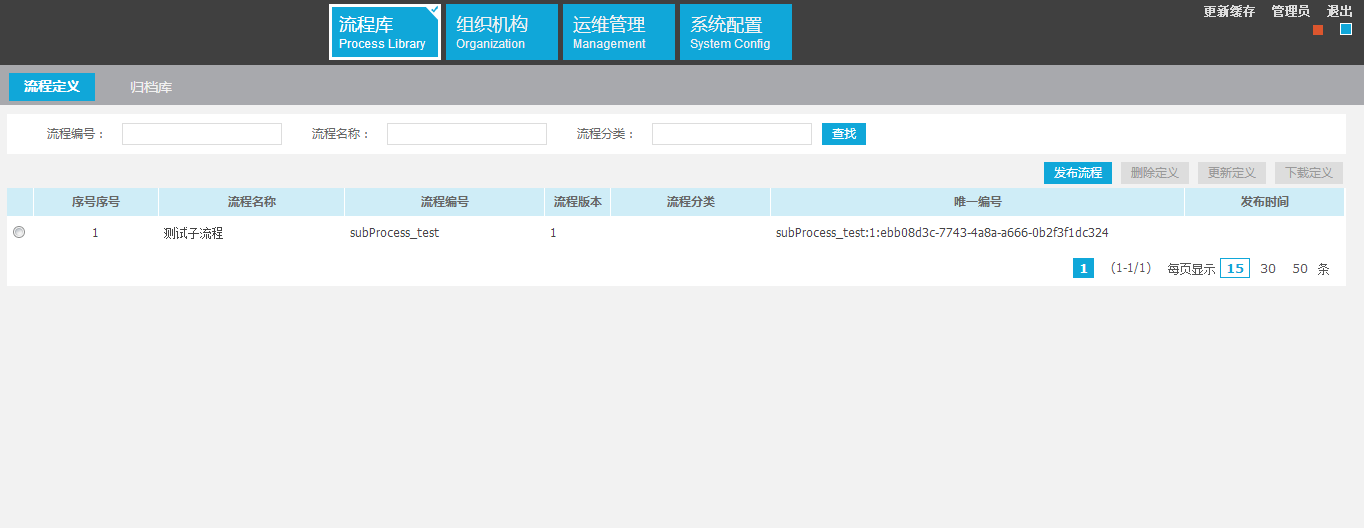 流程库 组织机构 运维管理 系统配置 更新缓存 管理员 退出
Process Library Organization Management System Config
流程定义 归档库
流程编号： 流程名称： 流程分类： 查找
发布流程 删除定义 更新定义 下载定义
序号序号 流程名称 流程编号 流程版本 流程分类 唯一编号 发布时间
1 测试子流程 subProcess_test 1 subProcess_test:1:ebb08d3c-7743-4a8a-a666-0b2f3f1dc324
1 (1-1/1) 每页显示 15 30 50 条